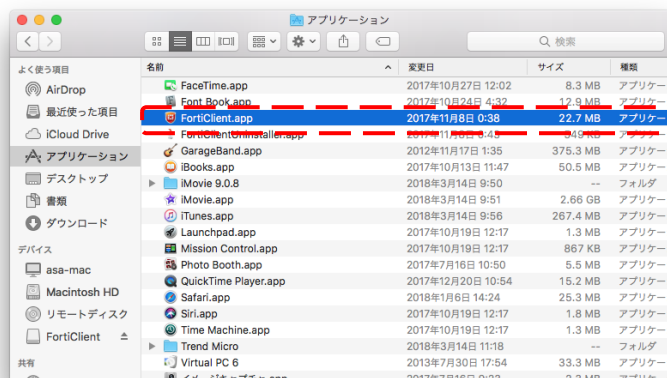 アプリケーション
検索
よく使う項目
AirDrop
最近使った項目
iCloud Drive
アプリケーション
デスクトップ
書類
ダウンロード
デバイス
asa-mac
Macintosh HD
リモートディスク
FortiClient
共有
名前 変更日 サイズ 種類
FaceTime.app 2017年10月27日 12:02 8.3 MB アプリケー
Font Book.app 2017年10月24日 4:32 12.9 MB アプリケー
FortiClient.app 2017年11月8日 0:38 22.7 MB アプリケー
FortiClientUninstaller.app 349 KB アプリケー
GarageBand.app 2012年11月17日 1:35 375.3 MB アプリケー
iBooks.app 2017年10月13日 11:47 50.5 MB アプリケー
iMovie 9.0.8 2018年3月14日 9:50 -- フォルダ
iMovie.app 2018年3月14日 9:51 2.66 GB アプリケー
iTunes.app 2018年3月14日 9:56 267.4 MB アプリケー
Launchpad.app 2017年10月19日 12:17 1.3 MB アプリケー
Mission Control.app 2017年10月19日 12:17 867 KB アプリケー
Photo Booth.app 2017年7月16日 10:50 5.5 MB アプリケー
QuickTime Player.app 2017年12月20日 10:54 15.2 MB アプリケー
Safari.app 2018年1月6日 14:24 25.3 MB アプリケー
Siri.app 2017年10月19日 12:17 1.8 MB アプリケー
Time Machine.app 2017年10月19日 12:17 1.3 MB アプリケー
Trend Micro 2018年3月14日 11:18 -- フォルダ
Virtual PC 6 2013年7月30日 17:54 33.3 MB アプリケー